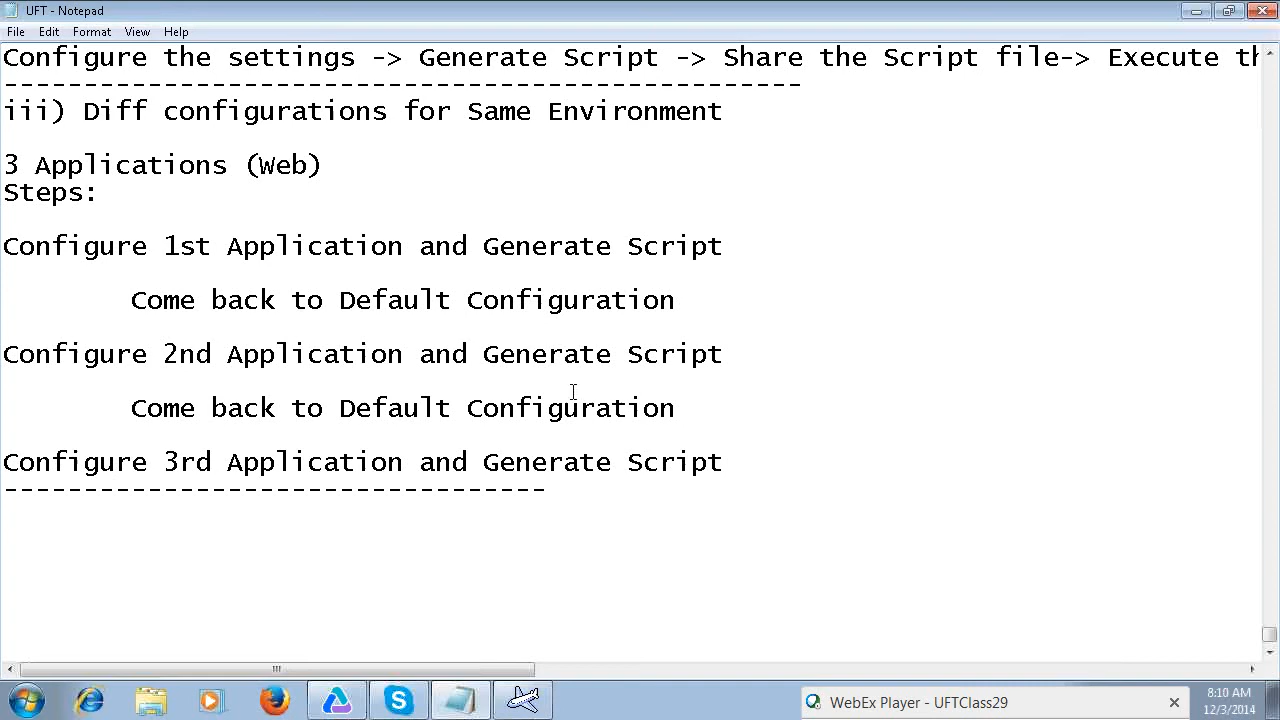 UFT - Notepad
File Edit Format View Help
Configure the settings -> Generate Script -> Share the Script file-> Execute th
--------------------------------------------------
iii) Diff configurations for Same Environment
3 Applications (Web)
Steps:
Configure 1st Application and Generate Script
Come back to Default Configuration
Configure 2nd Application and Generate Script
Come back to Default Configuration
Configure 3rd Application and Generate Script
----------------------------------
WebEx Player - UFTClass29
8:10 AM
12/3/2014